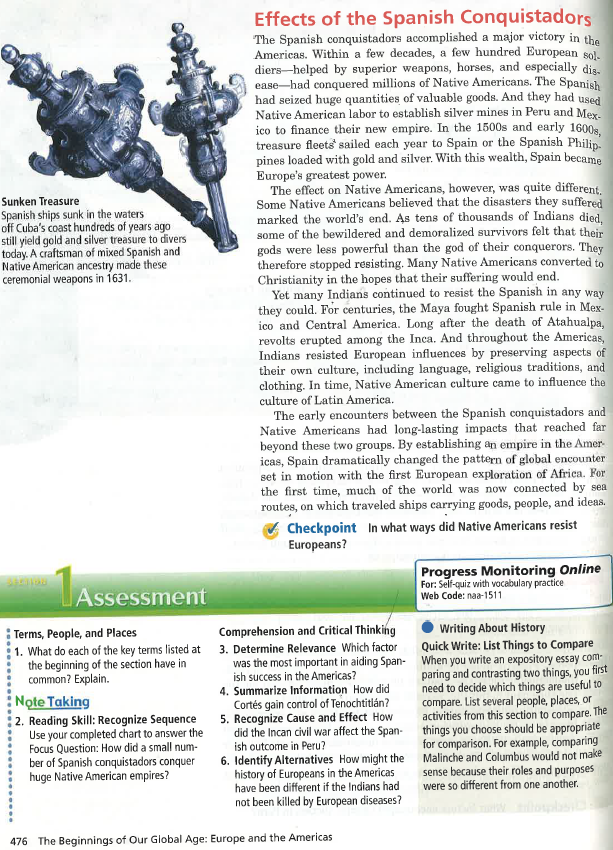 Effects of the Spanish Conquistadors
The Spanish conquistadors accomplished a major victory in the
Americas. Within a few decades, a few hundred European sol-
diers—helped by superior weapons, horses, and especially dis-
ease—had conquered millions of Native Americans. The Spanish
had seized huge quantities of valuable goods. And they had used
Native American labor to establish silver mines in Peru and Mex-
ico to finance their new empire. In the 1500s and early 1600s,
treasure fleets sailed each year to Spain or the Spanish Philip-
pines loaded with gold and silver. With this wealth, Spain became
Europe's greatest power.
The effect on Native Americans, however, was quite different.
Some Native Americans believed that the disasters they suffered
marked the world's end. As tens of thousands of Indians died,
some of the bewildered and demoralized survivors felt that their
gods were less powerful than the god of their conquerors. They
therefore stopped resisting. Many Native Americans converted to
Christianity in the hopes that their suffering would end.
Yet many Indians continued to resist the Spanish in any way
they could. For centuries, the Maya fought Spanish rule in Mex-
ico and Central America. Long after the death of Atahualpa,
revolts erupted among the Inca. And throughout the Americas,
Indians resisted European influences by preserving aspects of
their own culture, including language, religious traditions, and
clothing. In time, Native American culture came to influence the
culture of Latin America.
The early encounters between the Spanish conquistadors and
Native Americans had long-lasting impacts that reached far
beyond these two groups. By establishing an empire in the Amer-
icas, Spain dramatically changed the pattern of global encounter
set in motion with the first European exploration of Africa. For
the first time, much of the world was now connected by sea
routes, on which traveled ships carrying goods, people, and ideas.
Checkpoint In what ways did Native Americans resist
Europeans?
Sunken Treasure
Spanish ships sunk in the waters
off Cuba's coast hundreds of years ago
still yield gold and silver treasure to divers
today. A craftsman of mixed Spanish and
Native American ancestry made these
ceremonial weapons in 1631.
SECTION 1 Assessment
Progress Monitoring Online
For: Self-quiz with vocabulary practice
Web Code: naa-1511
Terms, People, and Places
1. What do each of the key terms listed at
the beginning of the section have in
common? Explain.
Note Taking
2. Reading Skill: Recognize Sequence
Use your completed chart to answer the
Focus Question: How did a small num-
ber of Spanish conquistadors conquer
huge Native American empires?
Comprehension and Critical Thinking
3. Determine Relevance Which factor
was the most important in aiding Span-
ish success in the Americas?
4. Summarize Information How did
Cortés gain control of Tenochtitlán?
5. Recognize Cause and Effect How
did the Incan civil war affect the Span-
ish outcome in Peru?
6. Identify Alternatives How might the
history of Europeans in the Americas
have been different if the Indians had
not been killed by European diseases?
Writing About History
Quick Write: List Things to Compare
When you write an expository essay com-
paring and contrasting two things, you first
need to decide which things are useful to
compare. List several people, places, or
activities from this section to compare. The
things you choose should be appropriate
for comparison. For example, comparing
Malinche and Columbus would not make
sense because their roles and purposes
were so different from one another.
476 The Beginnings of Our Global Age: Europe and the Americas